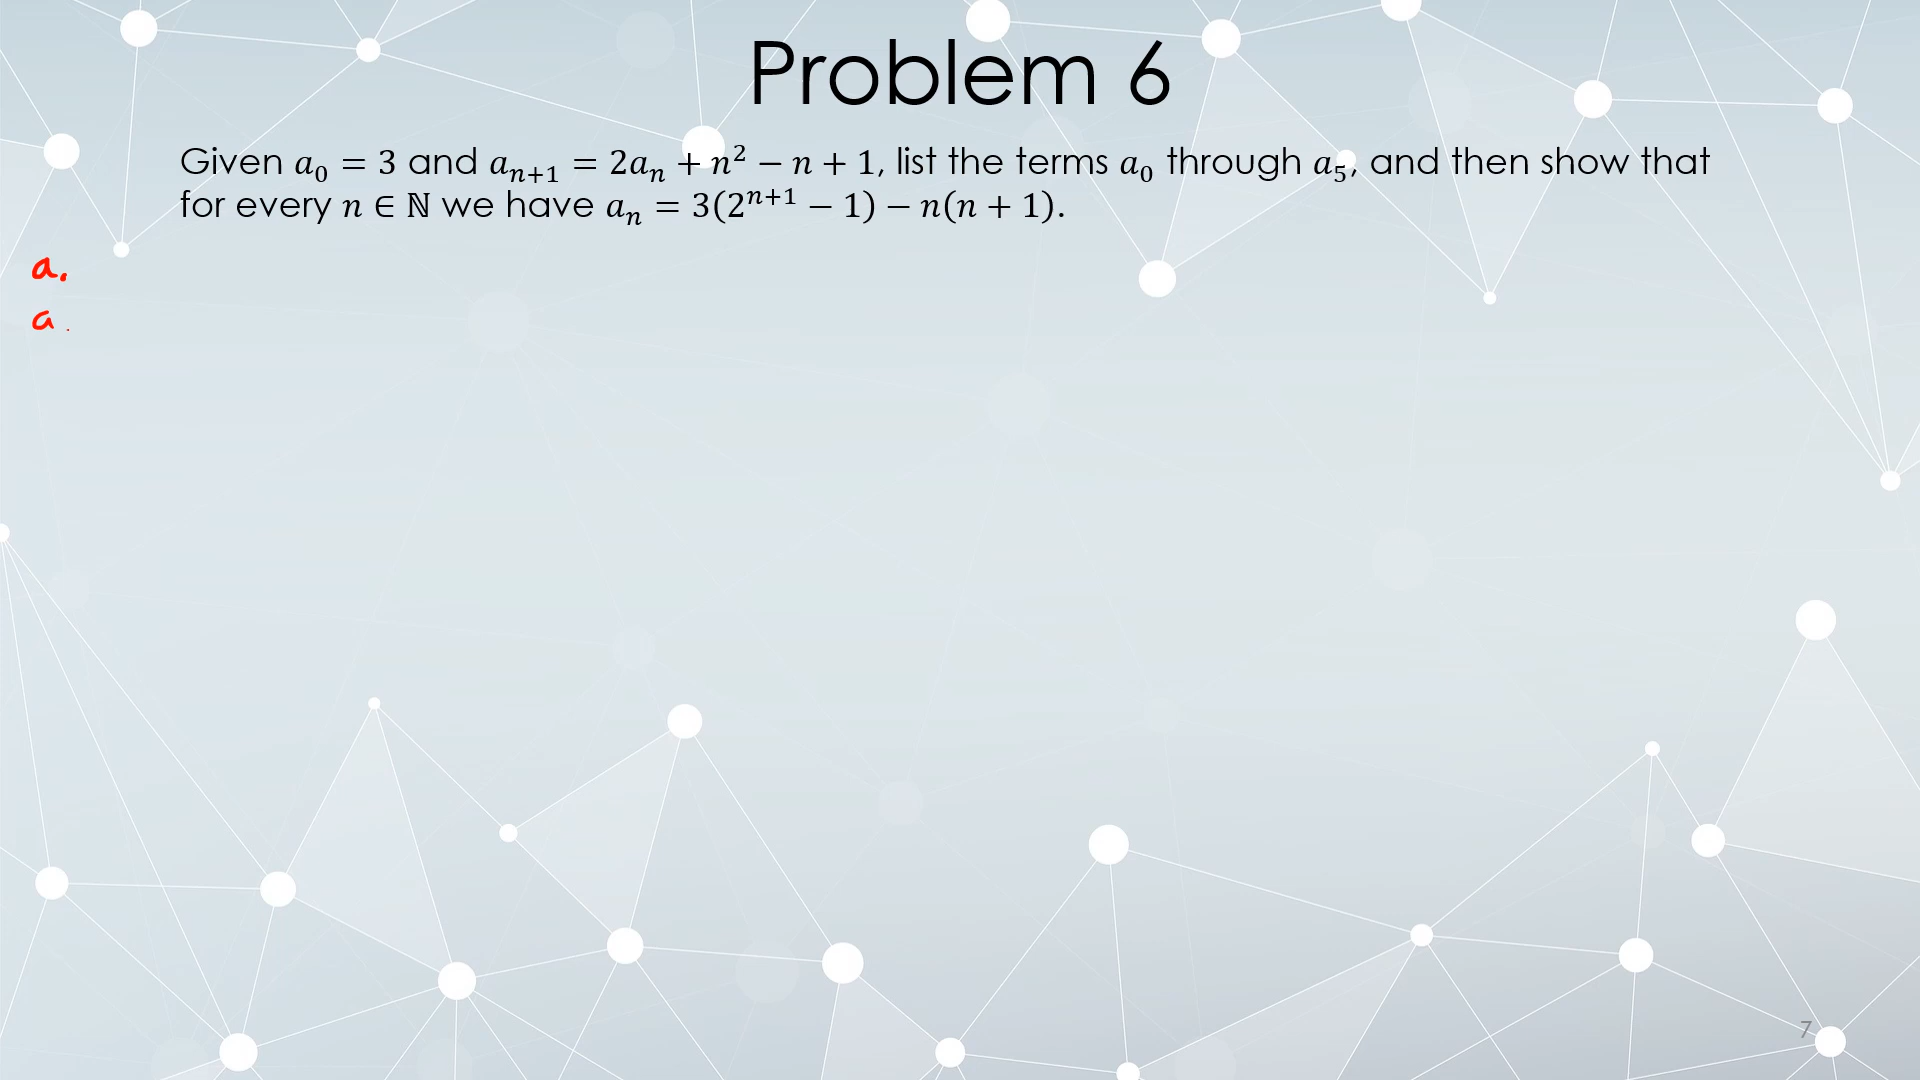 Problem 6
Given a₀ = 3 and aₙ₊₁ = 2aₙ + n² − n + 1, list the terms a₀ through a₅, and then show that
for every n ∈ ℕ we have aₙ = 3(2ⁿ⁺¹ − 1) − n(n + 1).
a.
a .
7